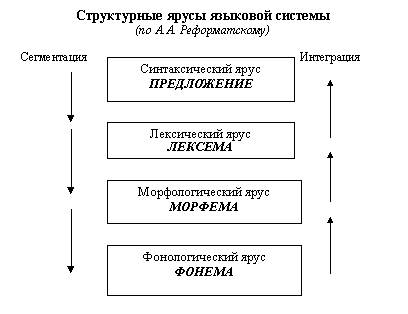 Структурные ярусы языковой системы
(по А.А. Реформатскому)
Сегментация
Интеграция
Синтаксический ярус
ПРЕДЛОЖЕНИЕ
Лексический ярус
ЛЕКСЕМА
Морфологический ярус
МОРФЕМА
Фонологический ярус
ФОНЕМА